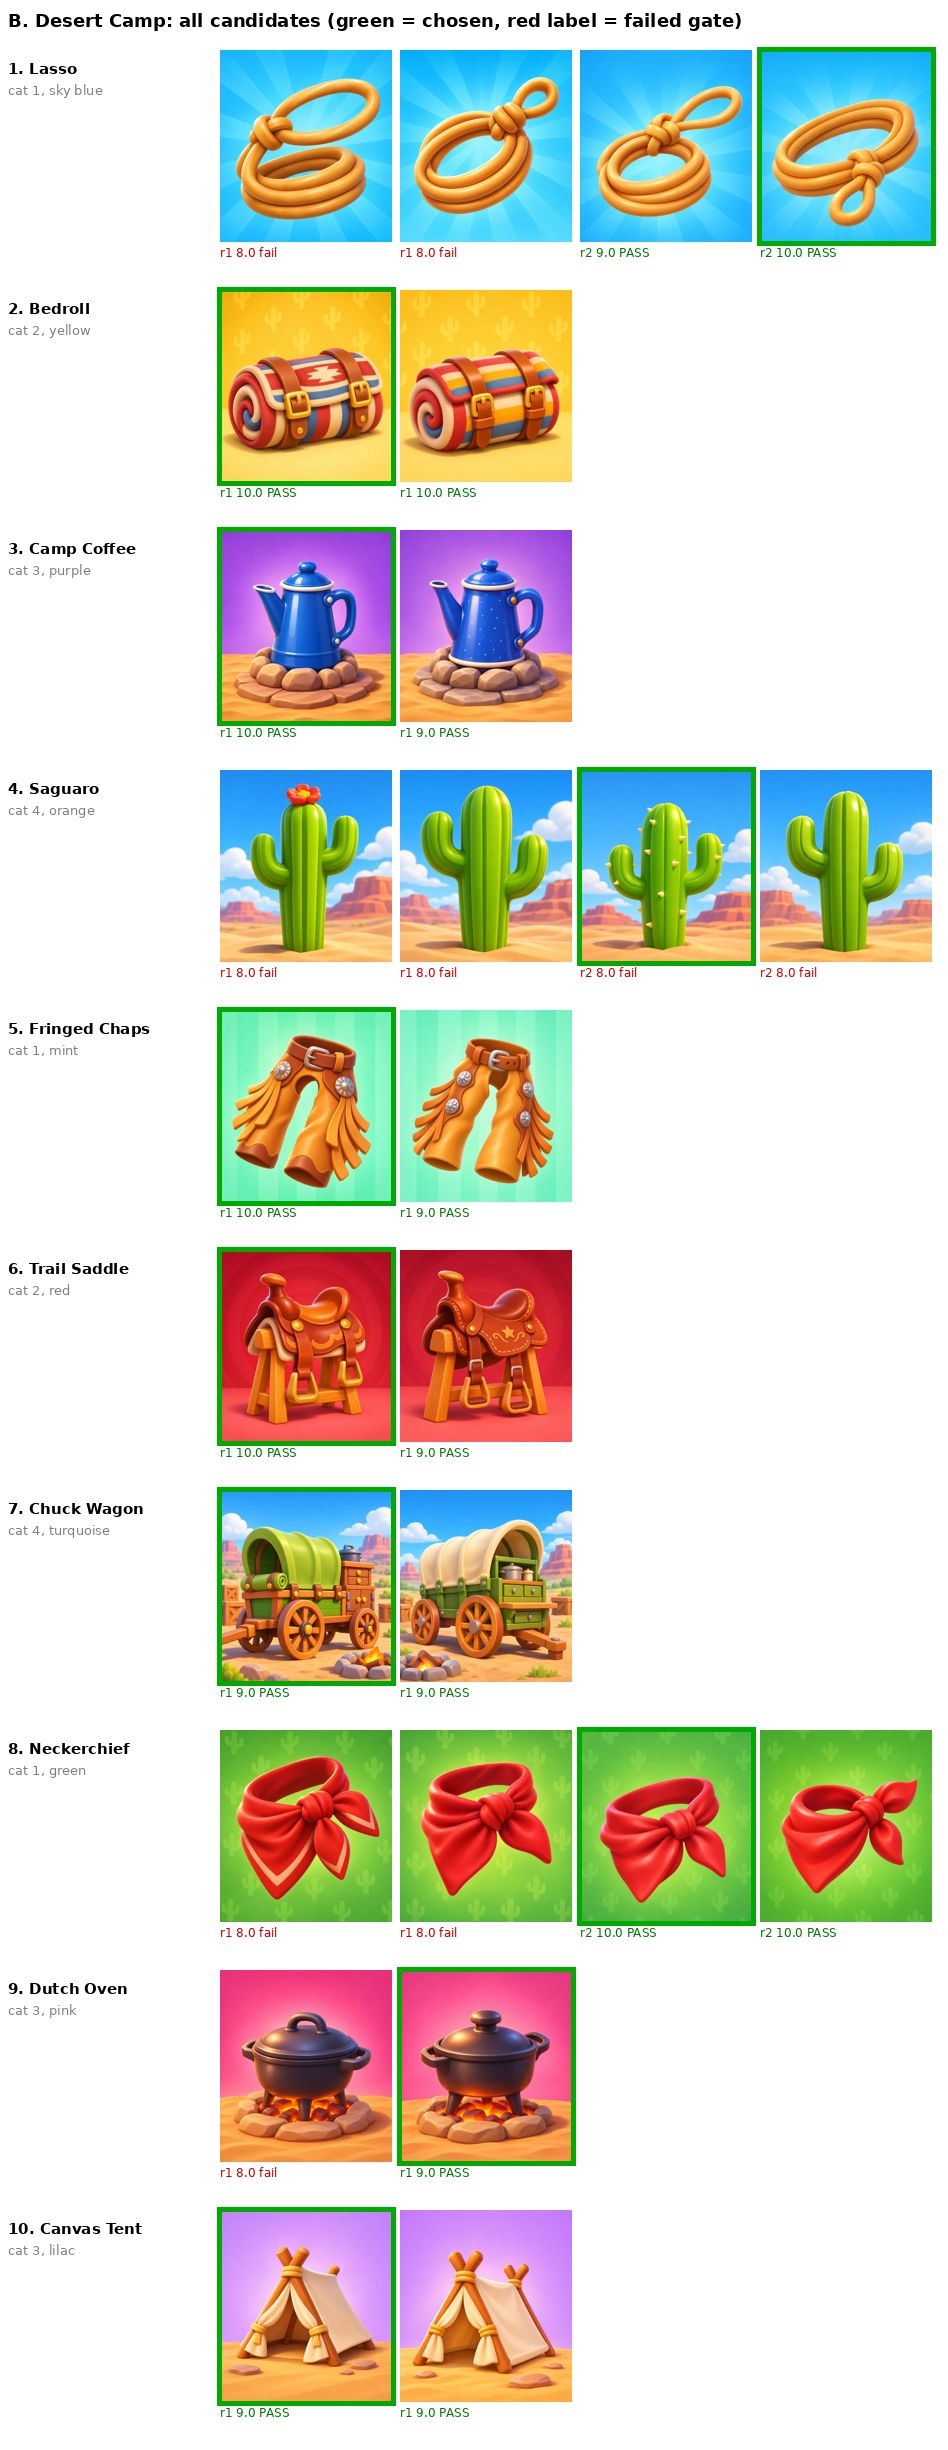 B. Desert Camp: all candidates (green = chosen, red label = failed gate)
1. Lasso
cat 1, sky blue
r1 8.0 fail
r1 8.0 fail
r2 9.0 PASS
r2 10.0 PASS
2. Bedroll
cat 2, yellow
r1 10.0 PASS
r1 10.0 PASS
3. Camp Coffee
cat 3, purple
r1 10.0 PASS
r1 9.0 PASS
4. Saguaro
cat 4, orange
r1 8.0 fail
r1 8.0 fail
r2 8.0 fail
r2 8.0 fail
5. Fringed Chaps
cat 1, mint
r1 10.0 PASS
r1 9.0 PASS
6. Trail Saddle
cat 2, red
r1 10.0 PASS
r1 9.0 PASS
7. Chuck Wagon
cat 4, turquoise
r1 9.0 PASS
r1 9.0 PASS
8. Neckerchief
cat 1, green
r1 8.0 fail
r1 8.0 fail
r2 10.0 PASS
r2 10.0 PASS
9. Dutch Oven
cat 3, pink
r1 8.0 fail
r1 9.0 PASS
10. Canvas Tent
cat 3, lilac
r1 9.0 PASS
r1 9.0 PASS